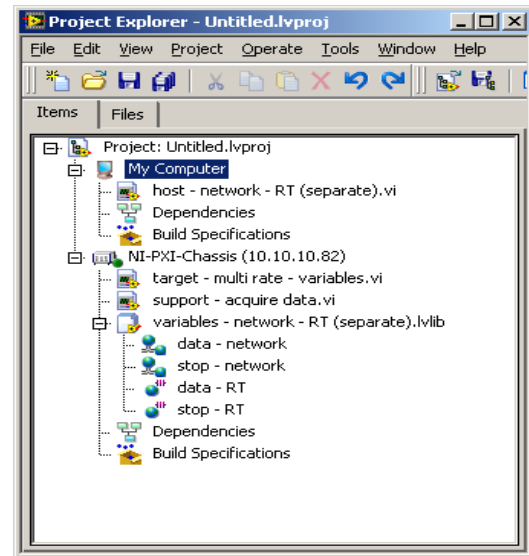 Project Explorer - Untitled.lvproj
File Edit View Project Operate Tools Window Help
Items Files
Project: Untitled.lvproj
My Computer
host - network - RT (separate).vi
Dependencies
Build Specifications
NI-PXI-Chassis (10.10.10.82)
target - multi rate - variables.vi
support - acquire data.vi
variables - network - RT (separate).lvlib
data - network
stop - network
data - RT
stop - RT
Dependencies
Build Specifications